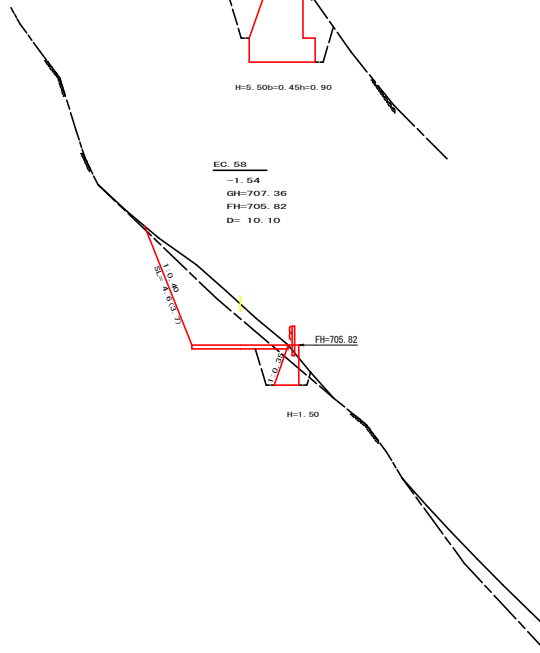 H=5.50b=0.45h=0.90
EC.58
-1.54
GH=707.36
FH=705.82
D= 10.10
1:0.40
SL= 4.6(3.7)
FH=705.82
1:0.35
H=1.50